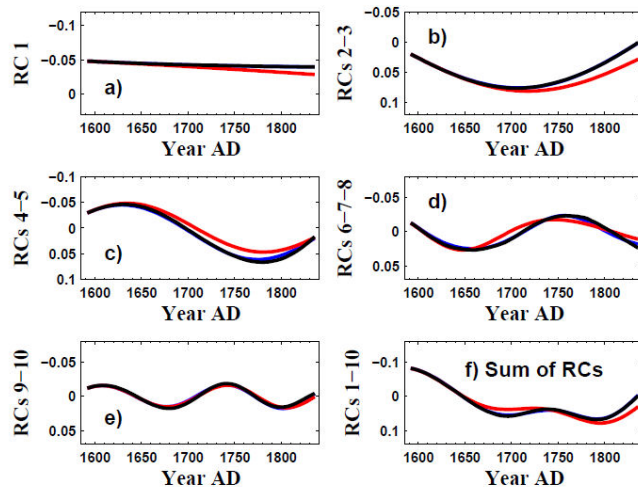 -0.1
-0.05
0
RC 1
a)
1600 1650 1700 1750 1800
Year AD
-0.05
0
0.05
0.1
RCs 2-3
b)
1600 1650 1700 1750 1800
Year AD
-0.1
-0.05
0
0.05
0.1
RCs 4-5
c)
1600 1650 1700 1750 1800
Year AD
-0.05
0
0.05
RCs 6-7-8
d)
1600 1650 1700 1750 1800
Year AD
-0.05
0
0.05
RCs 9-10
e)
1600 1650 1700 1750 1800
Year AD
-0.1
0
0.1
RCs 1-10
f) Sum of RCs
1600 1650 1700 1750 1800
Year AD